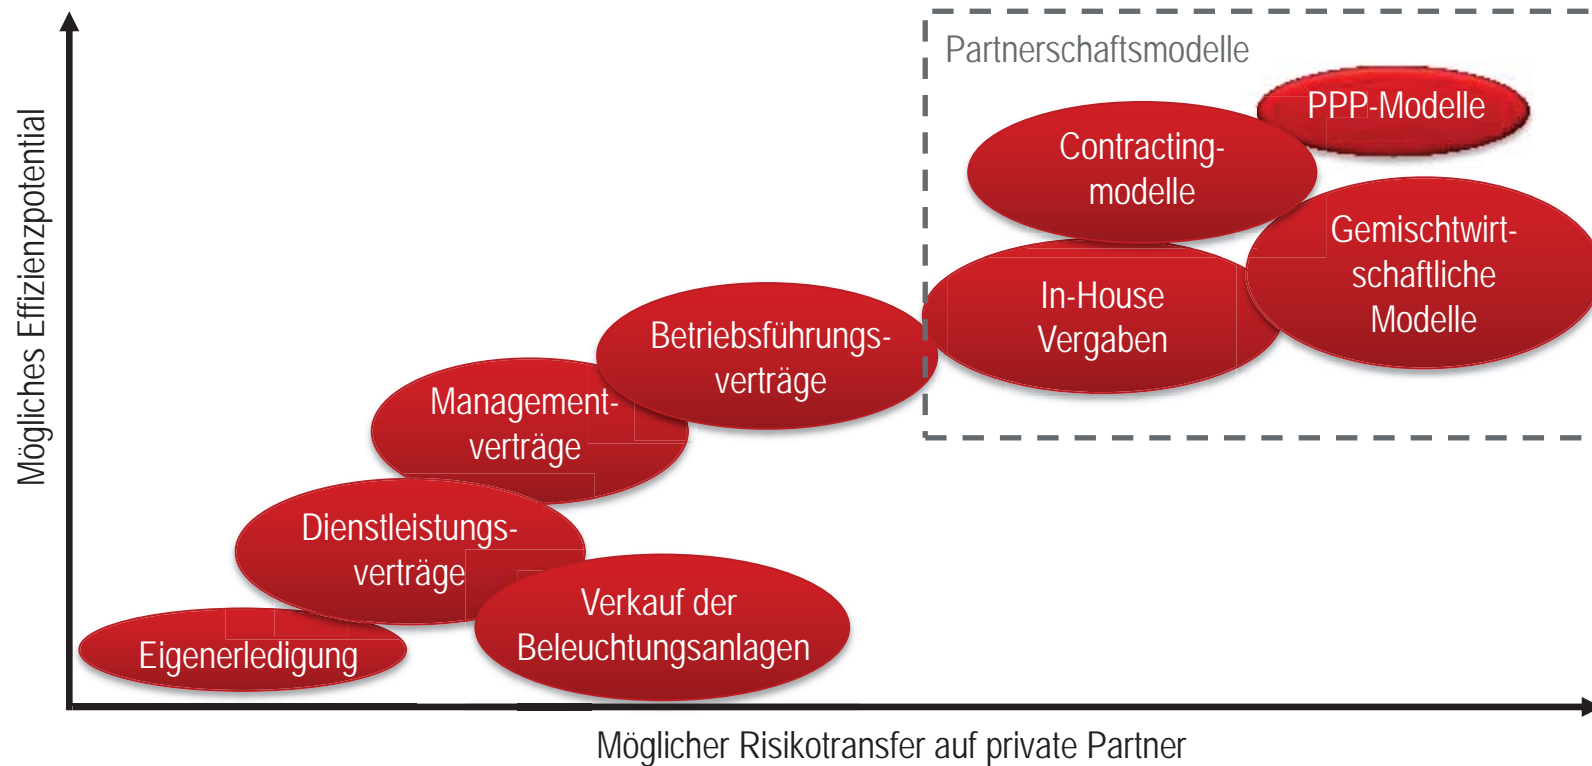 Mögliches Effizienzpotential
Partnerschaftsmodelle
PPP-Modelle
Contracting-
modelle
Gemischtwirt-
schaftliche
Modelle
In-House
Vergaben
Betriebsführungs-
verträge
Management-
verträge
Dienstleistungs-
verträge
Verkauf der
Beleuchtungsanlagen
Eigenerledigung
Möglicher Risikotransfer auf private Partner